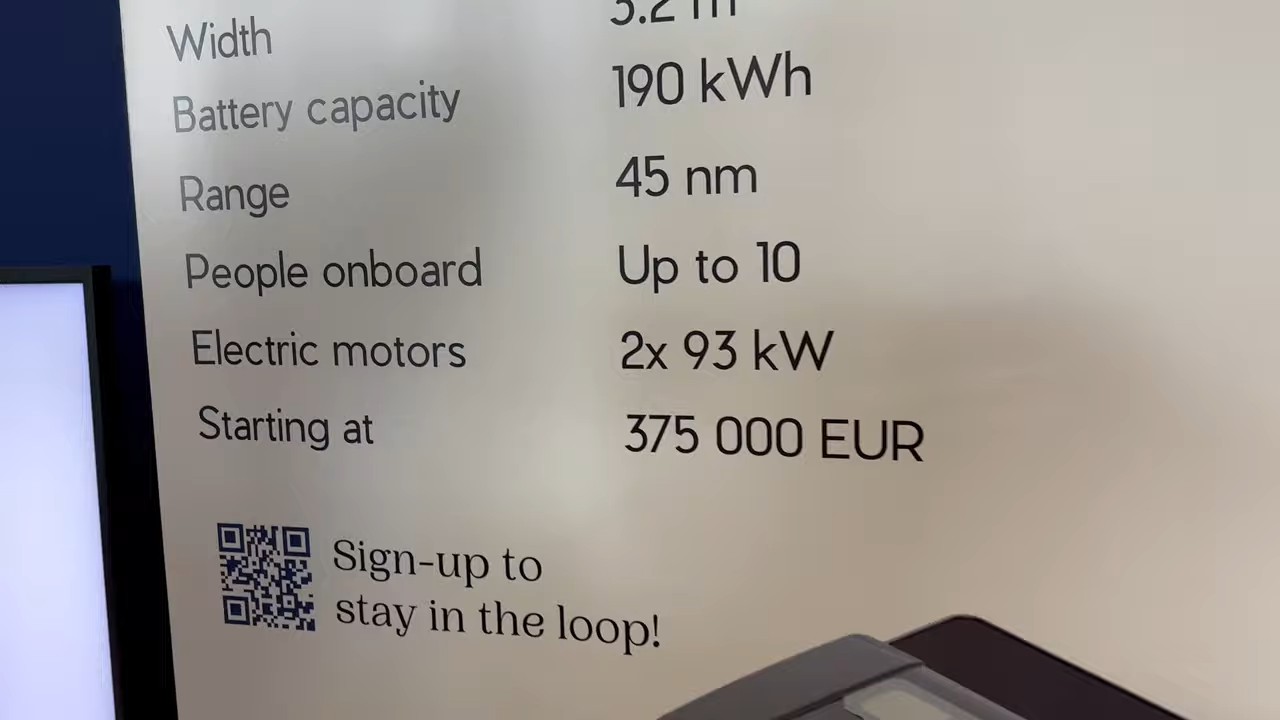 Width
Battery capacity 190 kWh
Range 45 nm
People onboard Up to 10
Electric motors 2x 93 kW
Starting at 375 000 EUR
Sign-up to
stay in the loop!